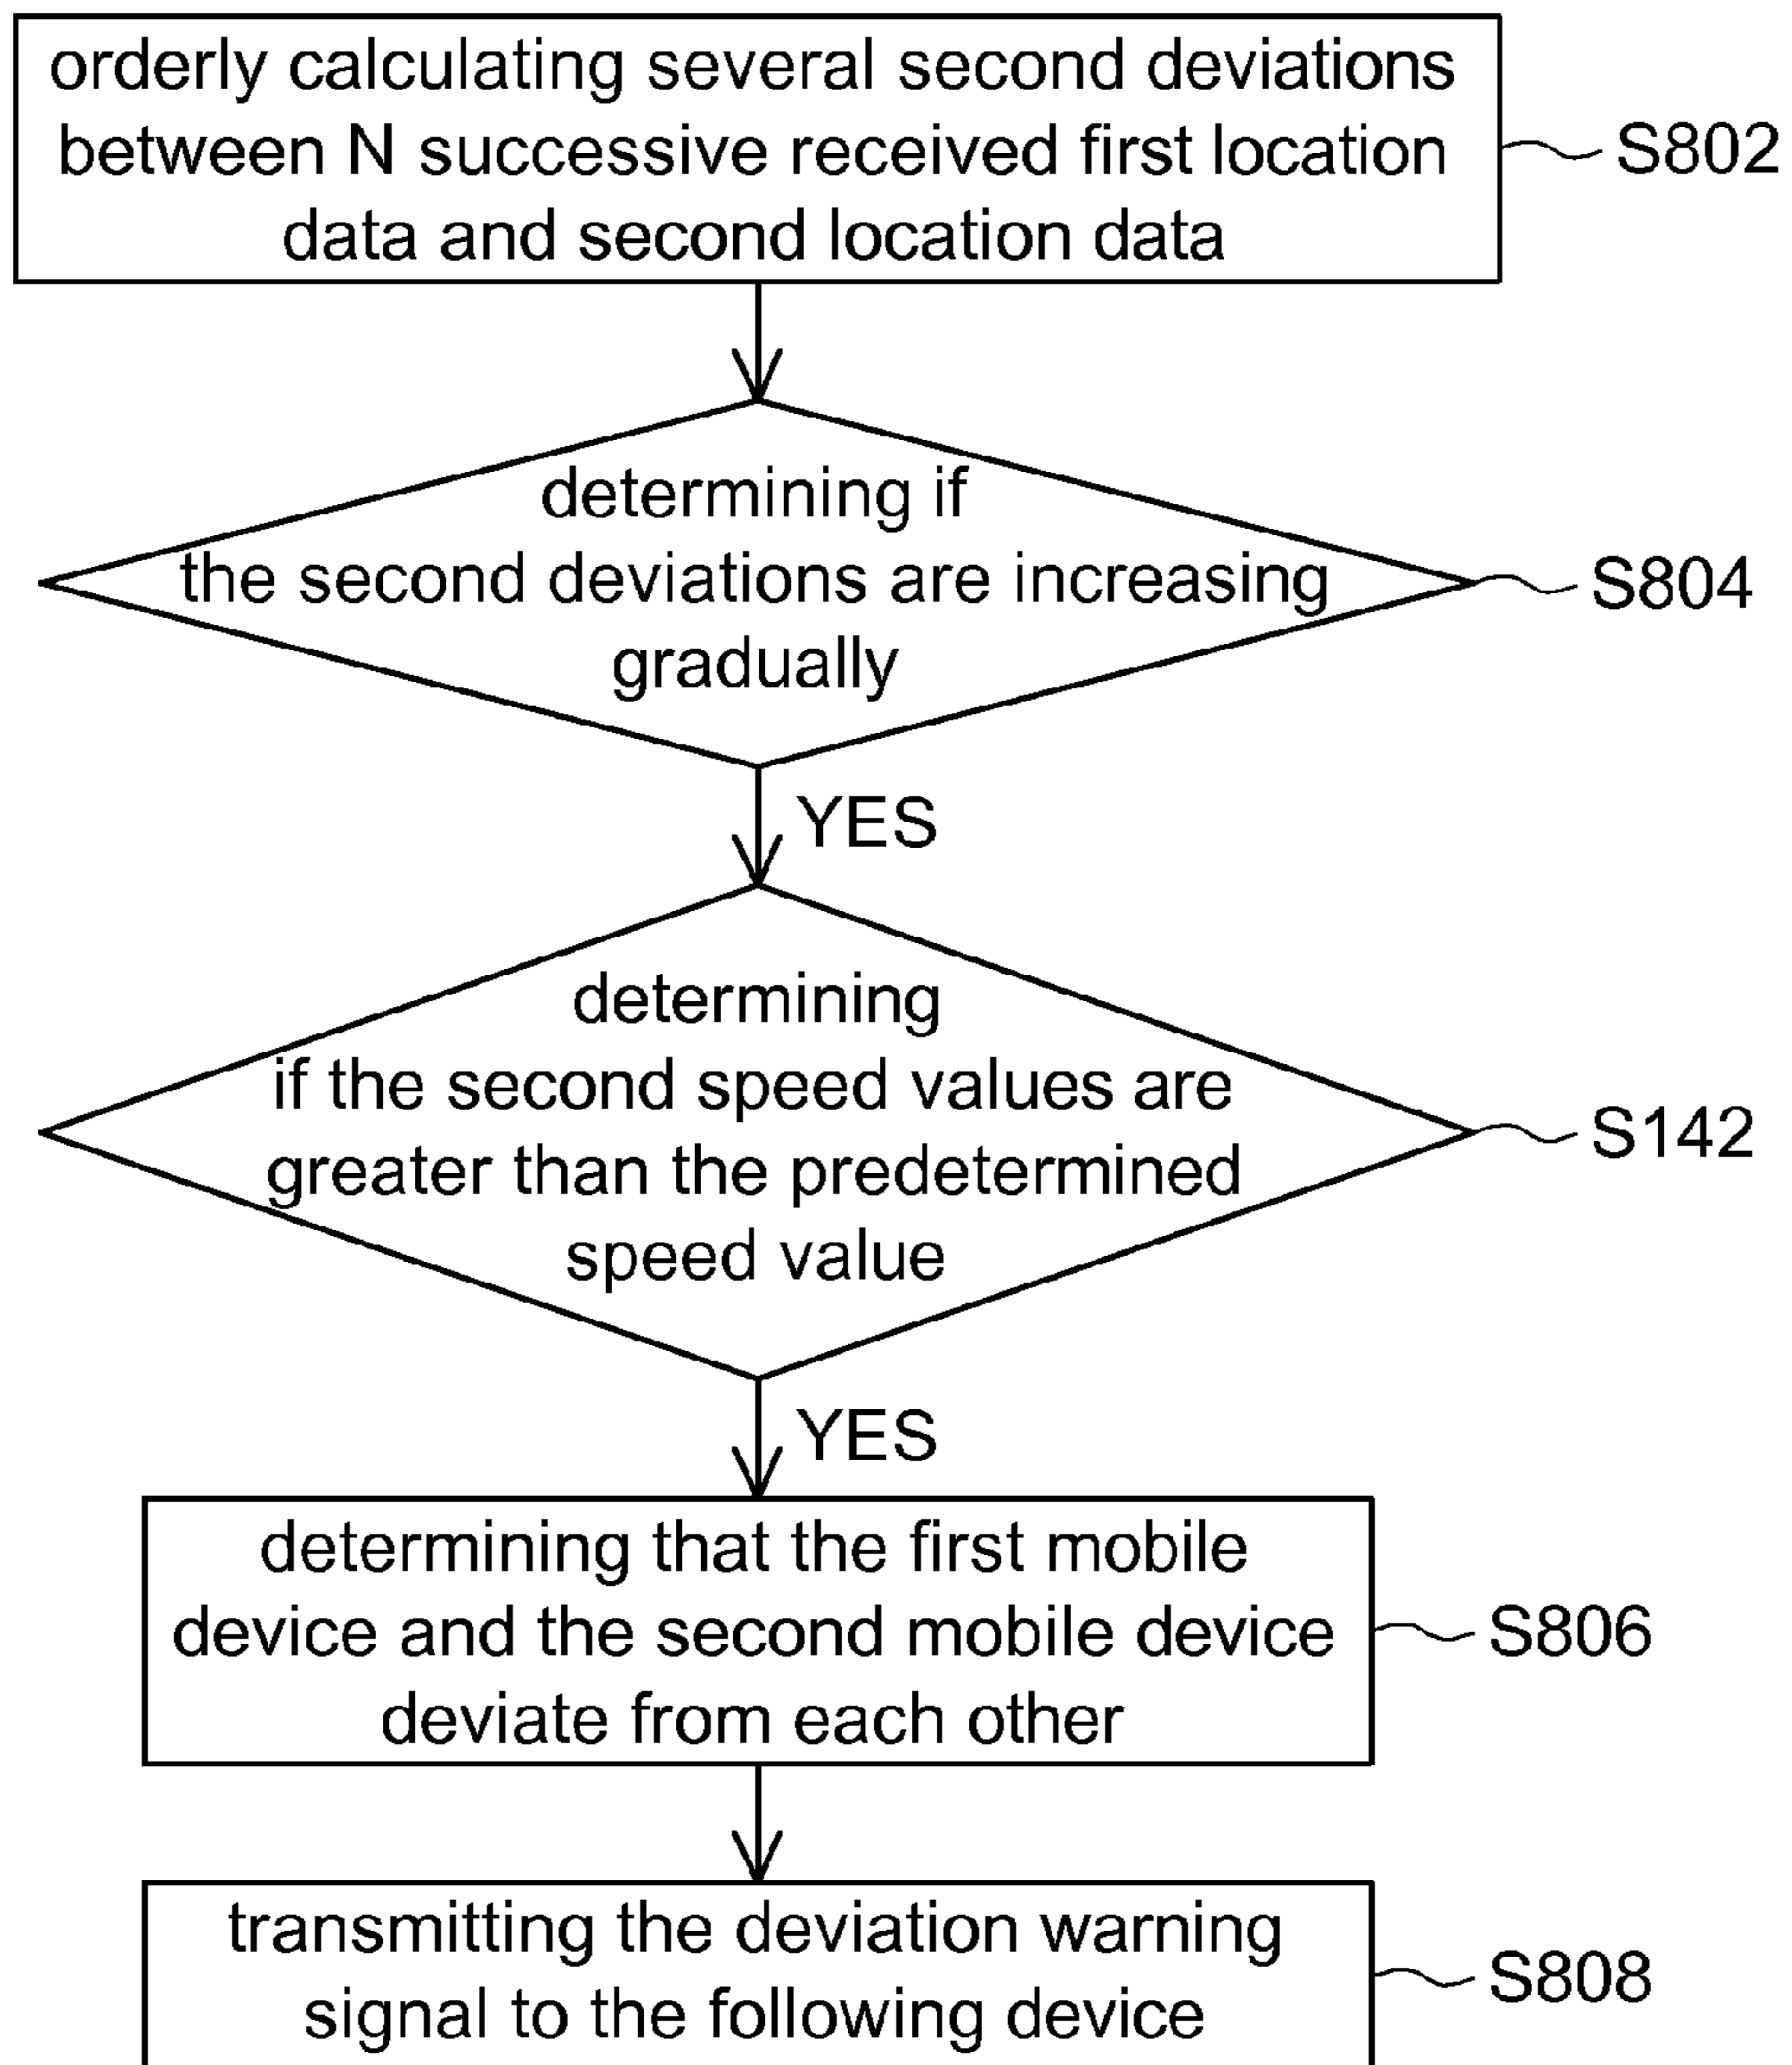 orderly calculating several second deviations
between N successive received first location
data and second location data
S802
determining if
the second deviations are increasing
gradually
S804
YES
determining
if the second speed values are
greater than the predetermined
speed value
S142
YES
determining that the first mobile
device and the second mobile device
deviate from each other
S806
transmitting the deviation warning
signal to the following device
S808